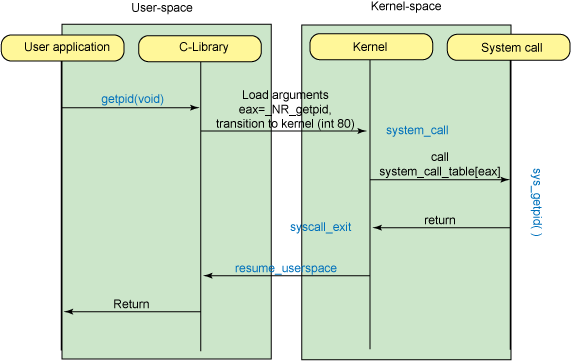 User-space
Kernel-space
User application
C-Library
Kernel
System call
getpid(void)
Load arguments
eax=_NR_getpid,
transition to kernel (int 80)
system_call
call
system_call_table[eax]
sys_getpid( )
return
syscall_exit
resume_userspace
Return